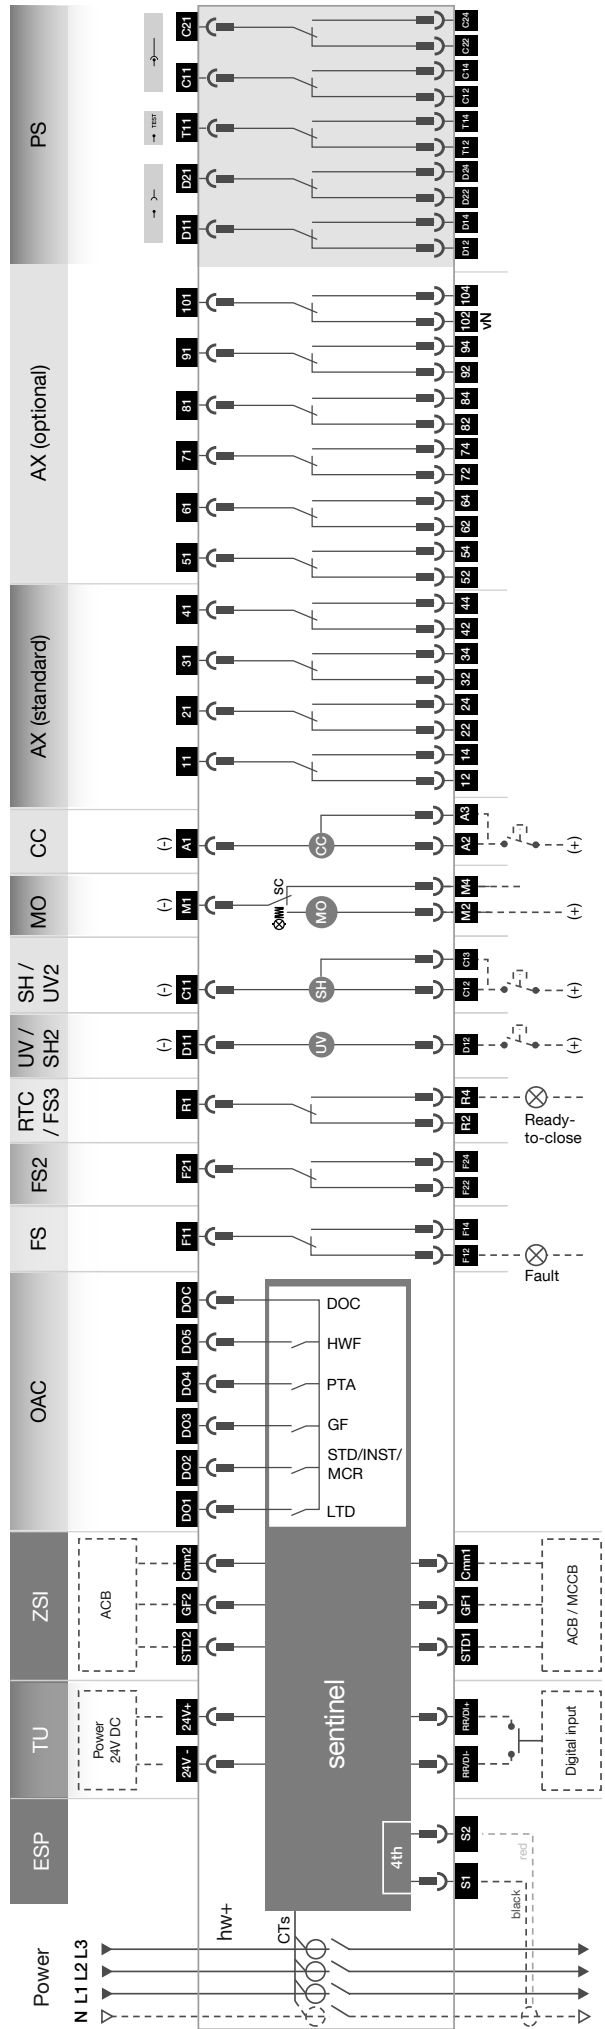 Power
N L1 L2 L3
ESP
TU
ZSI
OAC
FS
FS2
RTC
/ FS3
UV /
SH2
SH /
UV2
MO
CC
AX (standard)
AX (optional)
PS
Power
24V DC
ACB
24V -
24V+
STD2
GF2
Cmn2
DO1
DO2
DO3
DO4
DO5
DOC
F11
F21
R1
(-)
D11
(-)
C11
M1
(-)
A1
(-)
11
21
31
41
51
61
71
81
91
101
D11
D21
T11
C11
C21
TEST
hw+
CTs
sentinel
4th
LTD
STD/INST/
MCR
GF
PTA
HWF
DOC
UV
SH
MO
SC
CC
S1
S2
black
red
RR/DI-
RR/DI+
Digital input
STD1
GF1
Cmn1
ACB / MCCB
F12
F14
Fault
F22
F24
R2
R4
Ready-
to-close
D12
(+)
C12
C13
(+)
M2
M4
(+)
A2
A3
(+)
12
14
22
24
32
34
42
44
52
54
62
64
72
74
82
84
92
94
102
104
vN
D12
D14
D22
D24
T12
T14
C12
C14
C22
C24